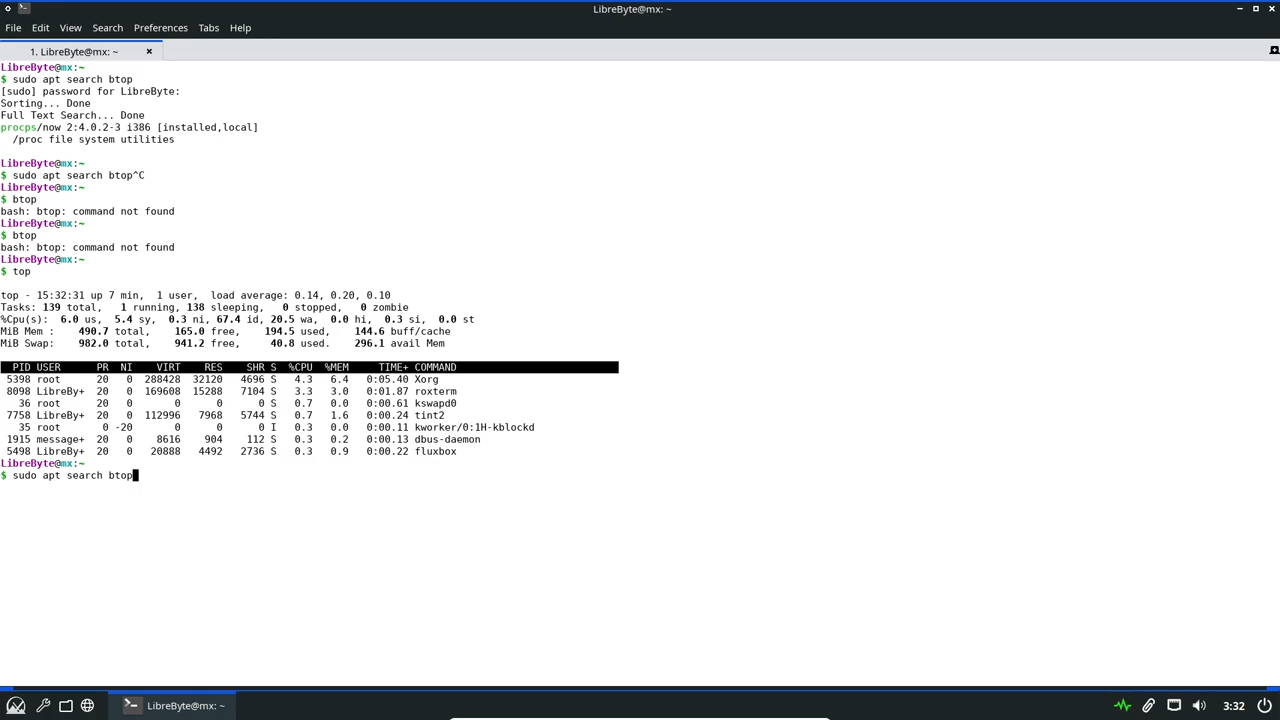 LibreByte@mx: ~
File Edit View Search Preferences Tabs Help
1. LibreByte@mx: ~
LibreByte@mx:~
$ sudo apt search btop
[sudo] password for LibreByte:
Sorting... Done
Full Text Search... Done
procps/now 2:4.0.2-3 i386 [installed,local]
  /proc file system utilities
LibreByte@mx:~
$ sudo apt search btop^C
LibreByte@mx:~
$ btop
bash: btop: command not found
LibreByte@mx:~
$ btop
bash: btop: command not found
LibreByte@mx:~
$ top
top - 15:32:31 up 7 min,  1 user,  load average: 0.14, 0.20, 0.10
Tasks: 139 total,   1 running, 138 sleeping,   0 stopped,   0 zombie
%Cpu(s):  6.0 us,  5.4 sy,  0.3 ni, 67.4 id, 20.5 wa,  0.0 hi,  0.3 si,  0.0 st
MiB Mem :    490.7 total,    165.0 free,    194.5 used,    144.6 buff/cache
MiB Swap:    982.0 total,    941.2 free,     40.8 used.    296.1 avail Mem
  PID USER      PR  NI    VIRT    RES    SHR S  %CPU  %MEM     TIME+ COMMAND
 5398 root      20   0  288428  32120   4696 S   4.3   6.4   0:05.40 Xorg
 8098 LibreBy+  20   0  169608  15288   7104 S   3.3   3.0   0:01.87 roxterm
   36 root      20   0       0      0      0 S   0.7   0.0   0:00.61 kswapd0
 7758 LibreBy+  20   0  112996   7968   5744 S   0.7   1.6   0:00.24 tint2
   35 root       0 -20       0      0      0 I   0.3   0.0   0:00.11 kworker/0:1H-kblockd
 1915 message+  20   0    8616    904    112 S   0.3   0.2   0:00.13 dbus-daemon
 5498 LibreBy+  20   0   20888   4492   2736 S   0.3   0.9   0:00.22 fluxbox
LibreByte@mx:~
$ sudo apt search btop
LibreByte@mx: ~
3:32